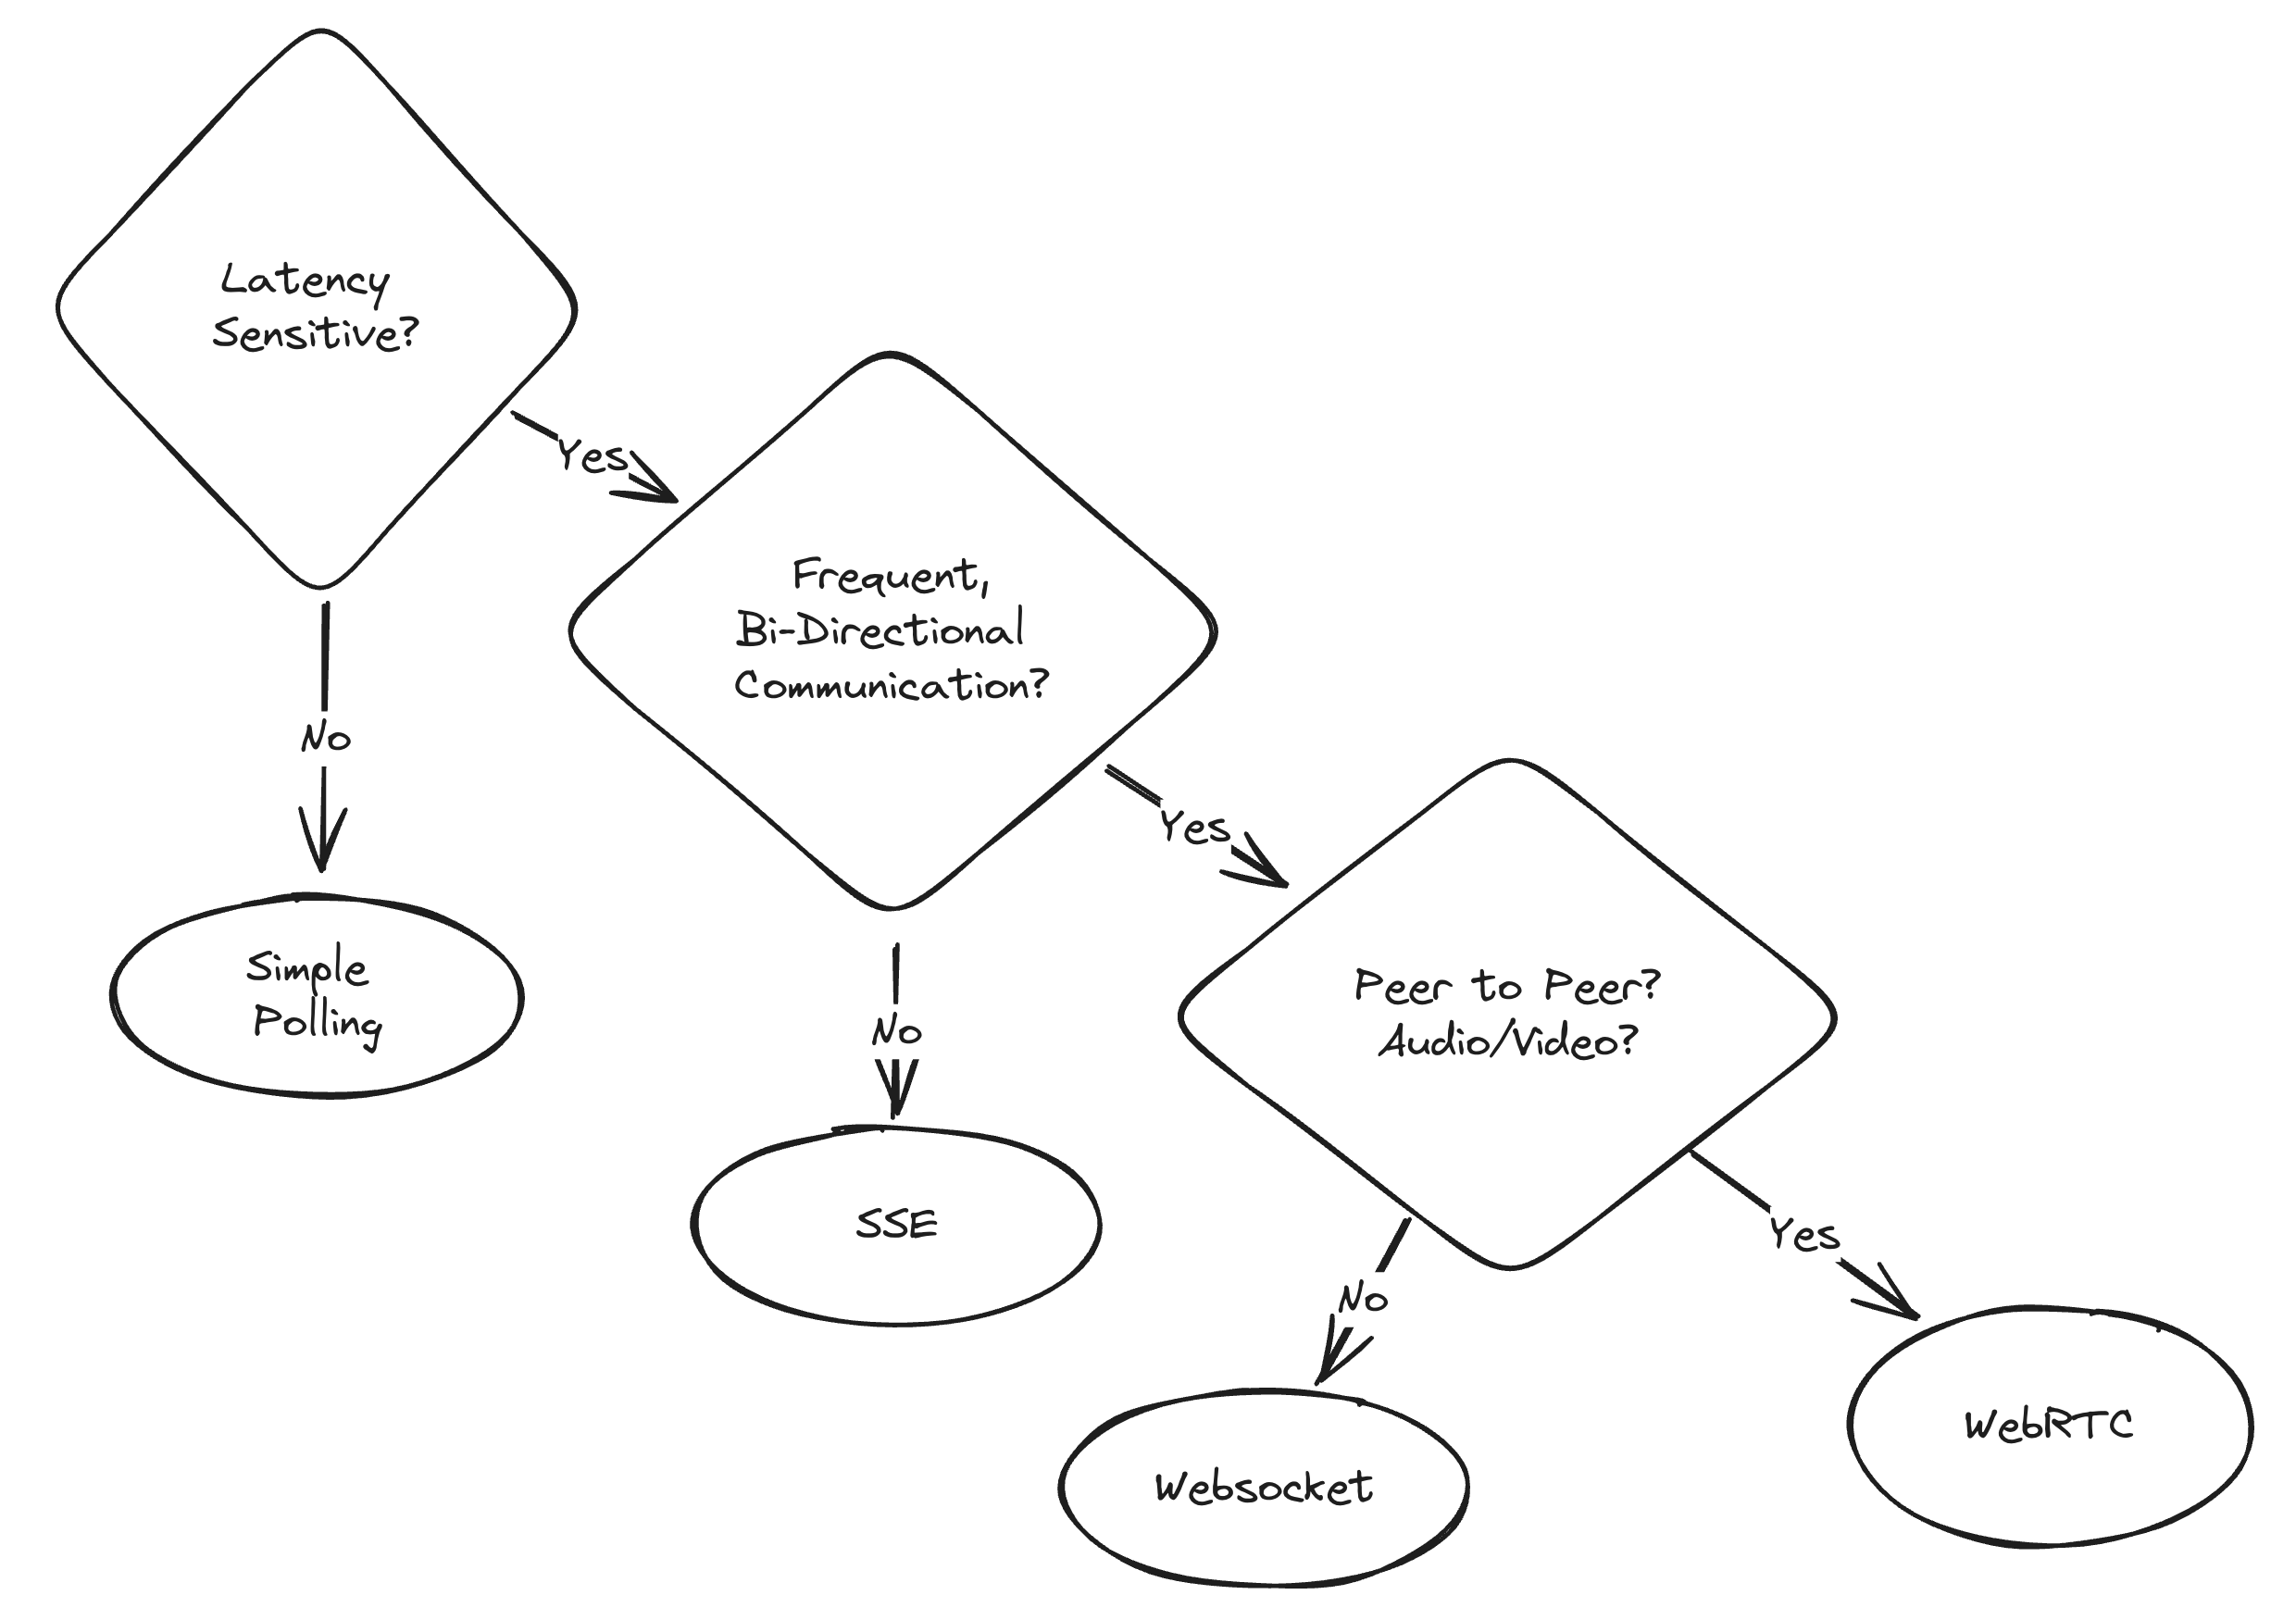 Latency
Sensitive?
Yes
Frequent,
Bi-Directional
Communication?
No
Yes
Simple
Polling
Peer to Peer?
Audio/Video?
No
SSE
Yes
No
WebRTC
Websocket